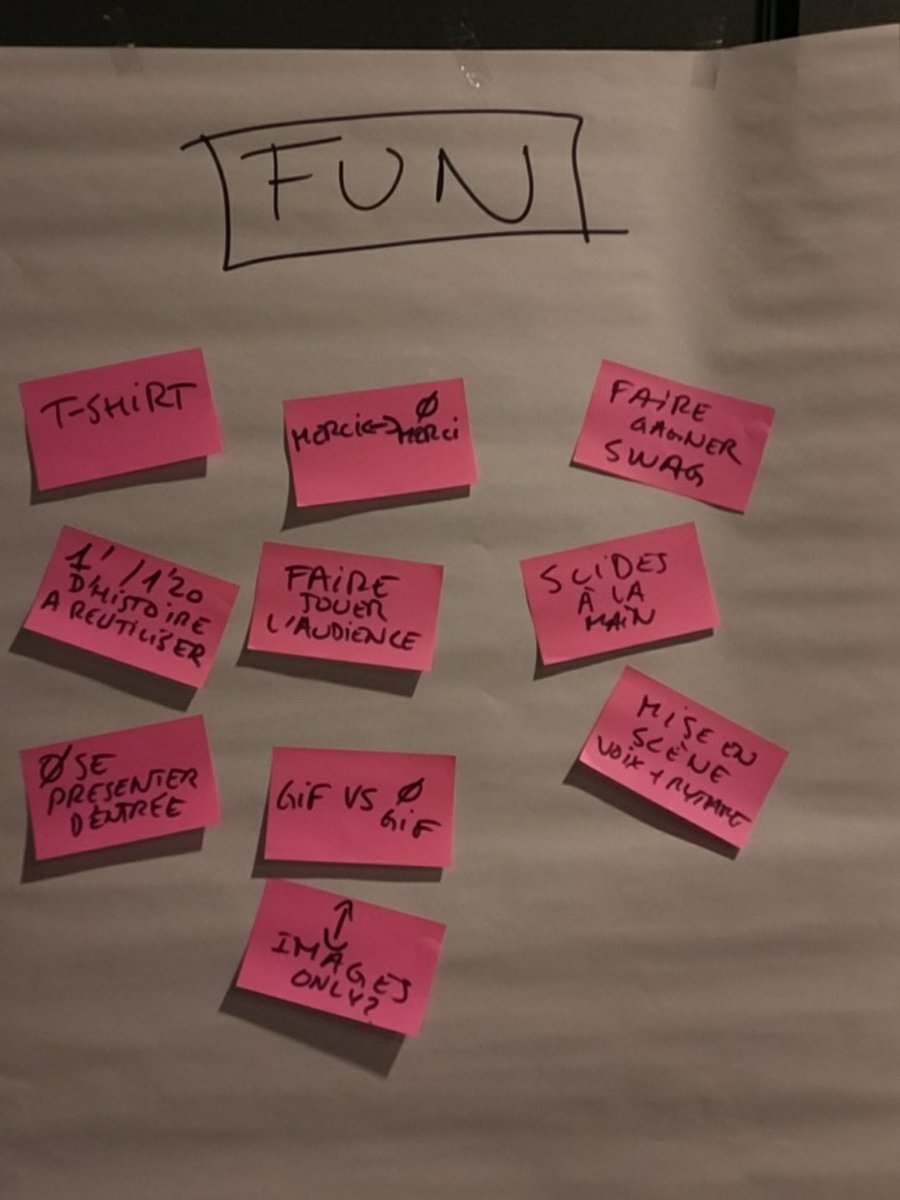 FUN
T-SHIRT
MERCI <-> Ø MERCI
FAIRE
GAGNER
SWAG
1' / 1'20
D'HISTOIRE
A REUTILISER
FAIRE
JOUER
L'AUDIENCE
SLIDES
À LA
MAIN
Ø SE
PRESENTER
D'ENTRÉE
GIF VS Ø
GIF
MISE EN
SCÈNE
VOIX + RYTHME
↕
IMAGES
ONLY?